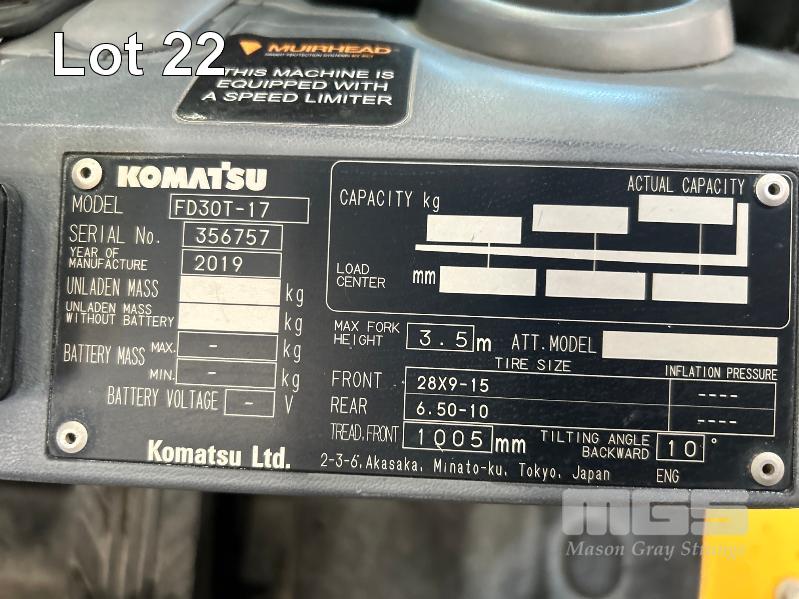 Lot 22
MUIRHEAD
THIS MACHINE IS
EQUIPPED WITH
A SPEED LIMITER
KOMATSU
MODEL FD30T-17
SERIAL No. 356757
YEAR OF
MANUFACTURE 2019
UNLADEN MASS kg
UNLADEN MASS
WITHOUT BATTERY kg
BATTERY MASS MAX. - kg
MIN. - kg
BATTERY VOLTAGE - V
ACTUAL CAPACITY
CAPACITY kg
LOAD
CENTER mm
MAX FORK
HEIGHT 3.5 m ATT. MODEL
TIRE SIZE INFLATION PRESSURE
FRONT 28X9-15 ----
REAR 6.50-10 ----
TREAD, FRONT 1005 mm TILTING ANGLE
BACKWARD 10°
Komatsu Ltd. 2-3-6, Akasaka, Minato-ku, Tokyo, Japan ENG
MGS
Mason Gray Strange